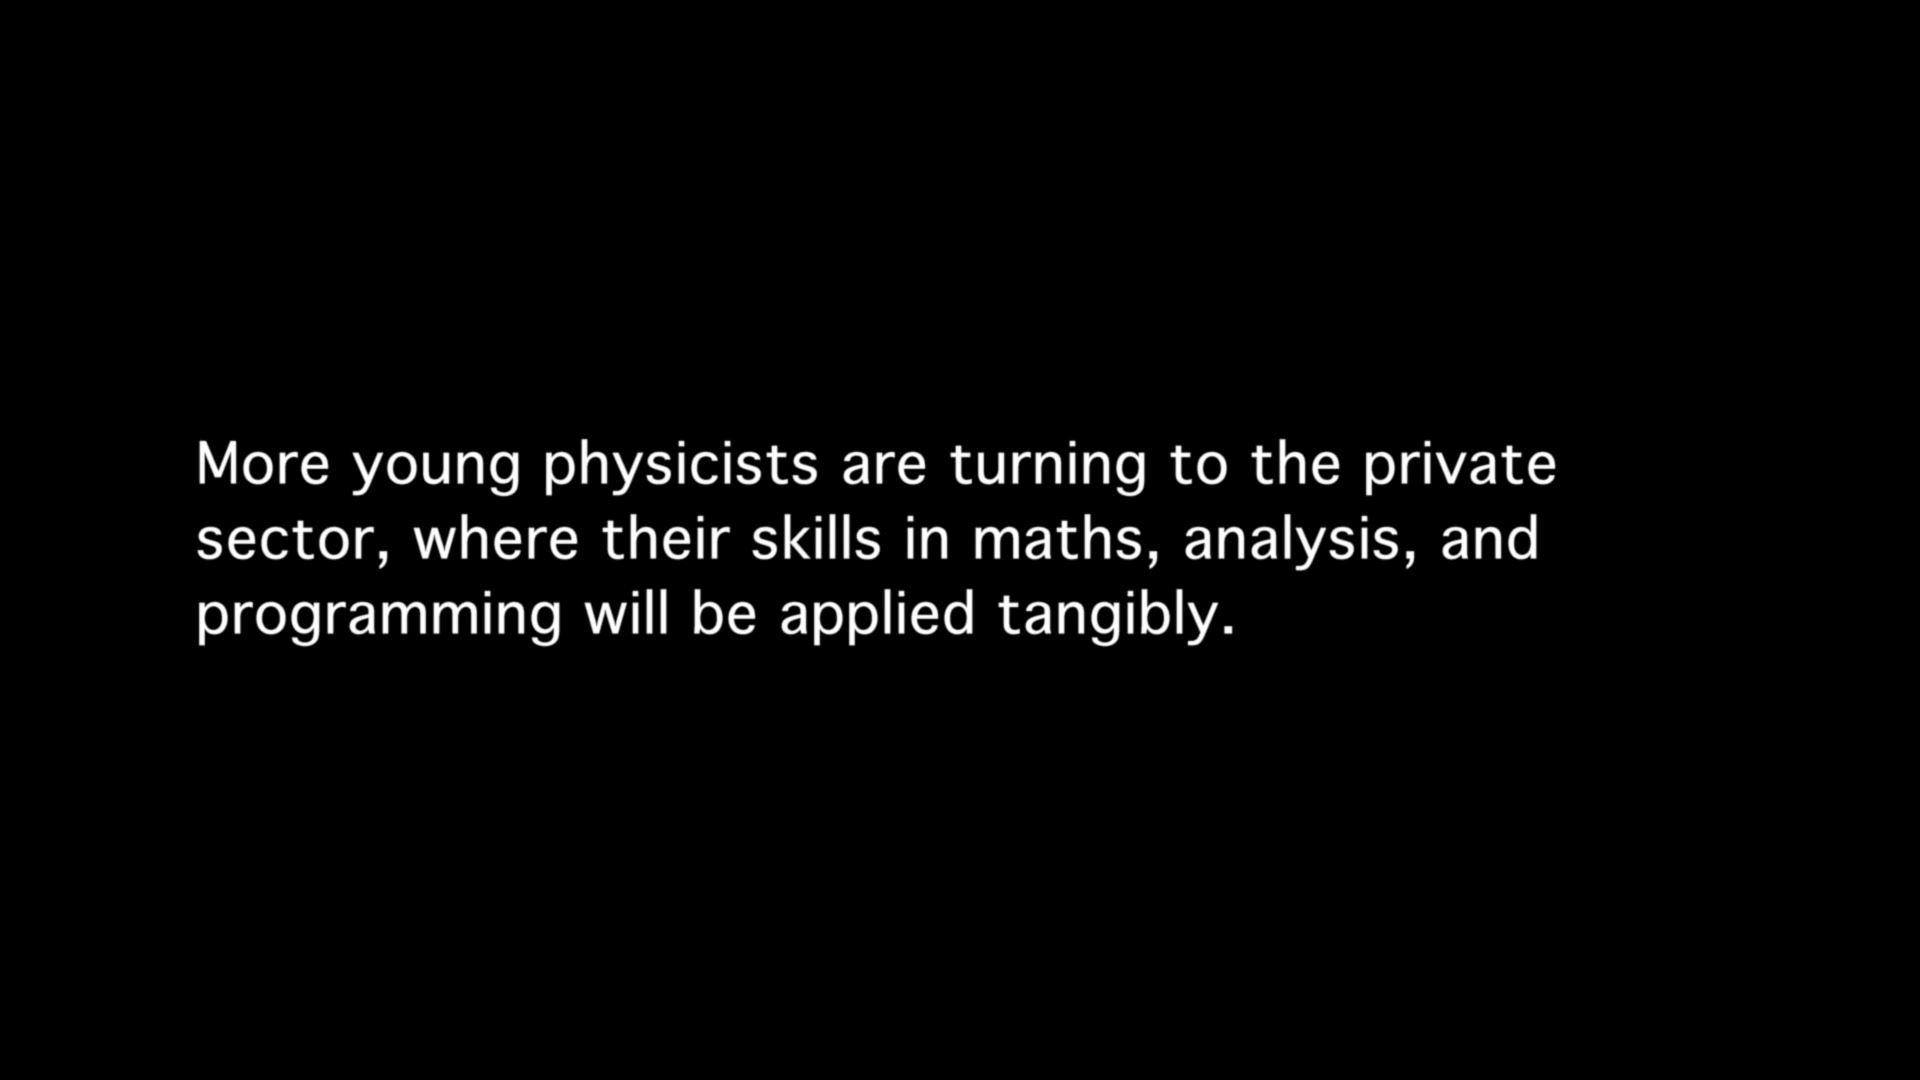 More young physicists are turning to the private
sector, where their skills in maths, analysis, and
programming will be applied tangibly.